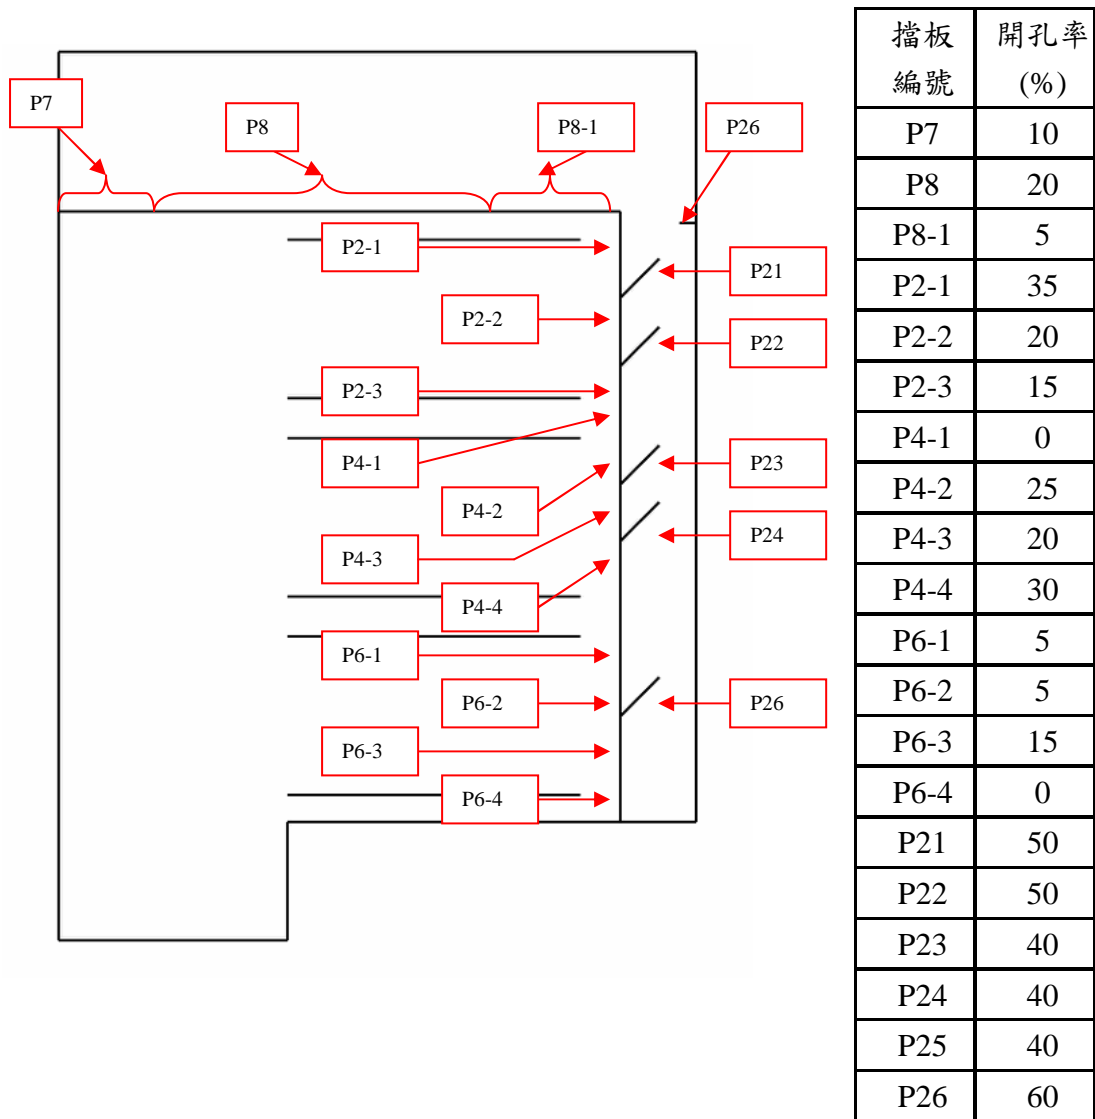 P7
P8
P8-1
P26
P2-1
P21
P2-2
P22
P2-3
P4-1
P23
P4-2
P24
P4-3
P4-4
P6-1
P6-2
P26
P6-3
P6-4
擋板編號 開孔率(%)
P7 10
P8 20
P8-1 5
P2-1 35
P2-2 20
P2-3 15
P4-1 0
P4-2 25
P4-3 20
P4-4 30
P6-1 5
P6-2 5
P6-3 15
P6-4 0
P21 50
P22 50
P23 40
P24 40
P25 40
P26 60